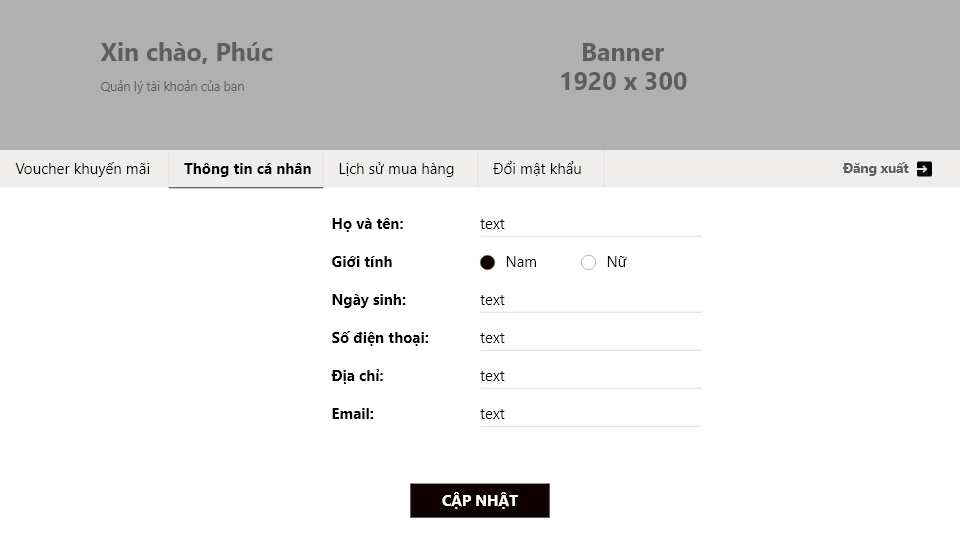 Xin chào, Phúc
Quản lý tài khoản của bạn
Banner
1920 x 300
Voucher khuyến mãi
Thông tin cá nhân
Lịch sử mua hàng
Đổi mật khẩu
Đăng xuất
Họ và tên:
text
Giới tính
Nam
Nữ
Ngày sinh:
text
Số điện thoại:
text
Địa chỉ:
text
Email:
text
CẬP NHẬT